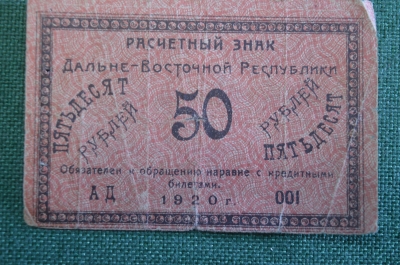 РАСЧЕТНЫЙ ЗНАК
ДАЛЬНЕ-ВОСТОЧНОЙ РЕСПУБЛИКИ
ПЯТЬДЕСЯТ
РУБЛЕЙ
50
РУБЛЕЙ
ПЯТЬДЕСЯТ
Обязателен к обращению наравне с кредитными
билетами.
АД
1920 г.
001